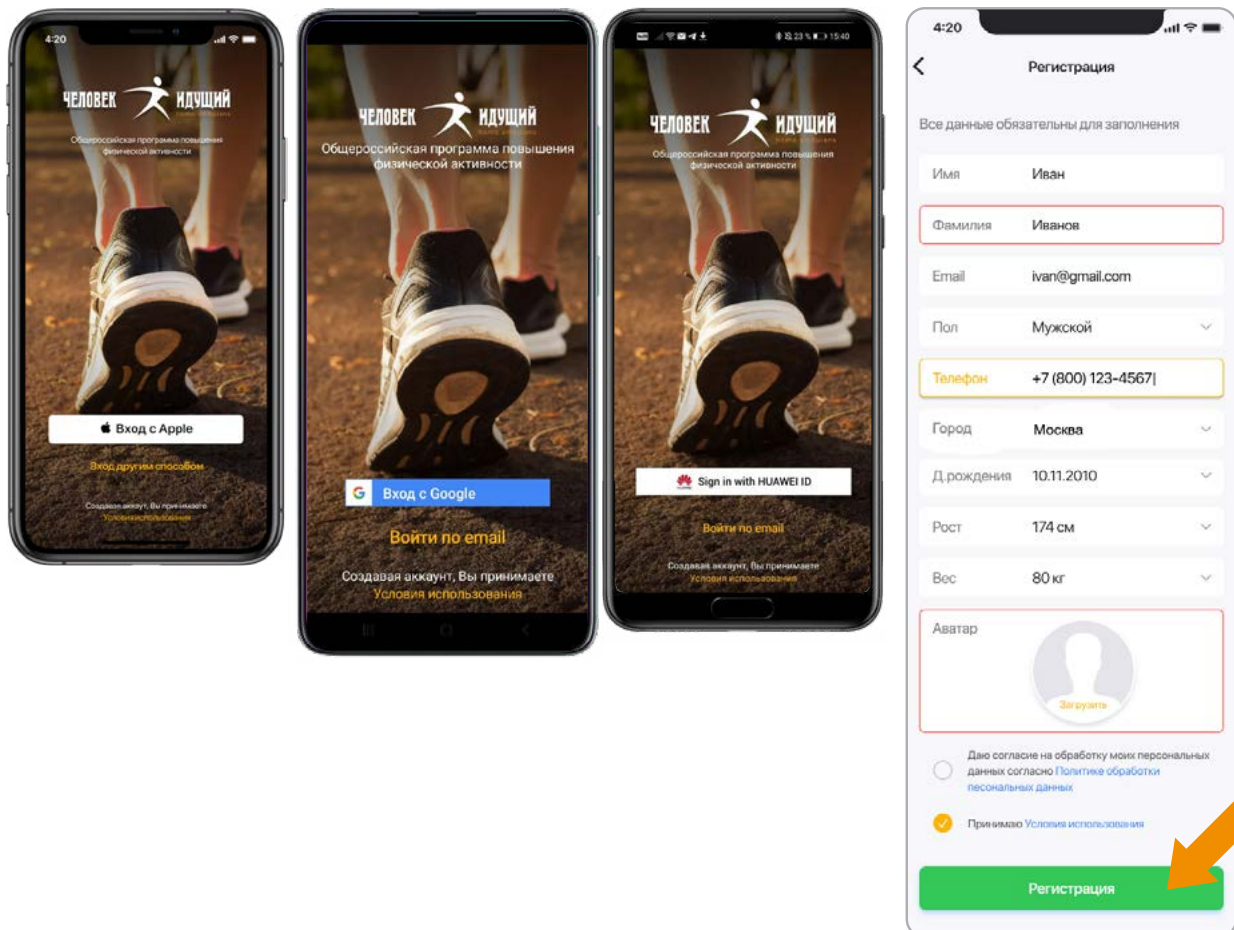 4:20
ЧЕЛОВЕК ИДУЩИЙ
Общероссийская программа повышения
физической активности
Вход с Apple
Вход другим способом
Создавая аккаунт, Вы принимаете
Условия использования
ЧЕЛОВЕК ИДУЩИЙ
Общероссийская программа повышения
физической активности
G Вход с Google
Войти по email
Создавая аккаунт, Вы принимаете
Условия использования
23 % 15:40
ЧЕЛОВЕК ИДУЩИЙ
Общероссийская программа повышения
физической активности
Sign in with HUAWEI ID
Войти по email
Создавая аккаунт, Вы принимаете
Условия использования
4:20
Регистрация
Все данные обязательны для заполнения
Имя Иван
Фамилия Иванов
Email ivan@gmail.com
Пол Мужской
Телефон +7 (800) 123-4567
Город Москва
Д.рождения 10.11.2010
Рост 174 см
Вес 80 кг
Аватар
Загрузить
Даю согласие на обработку моих персональных
данных согласно Политике обработки
песональных данных
Принимаю Условия использования
Регистрация